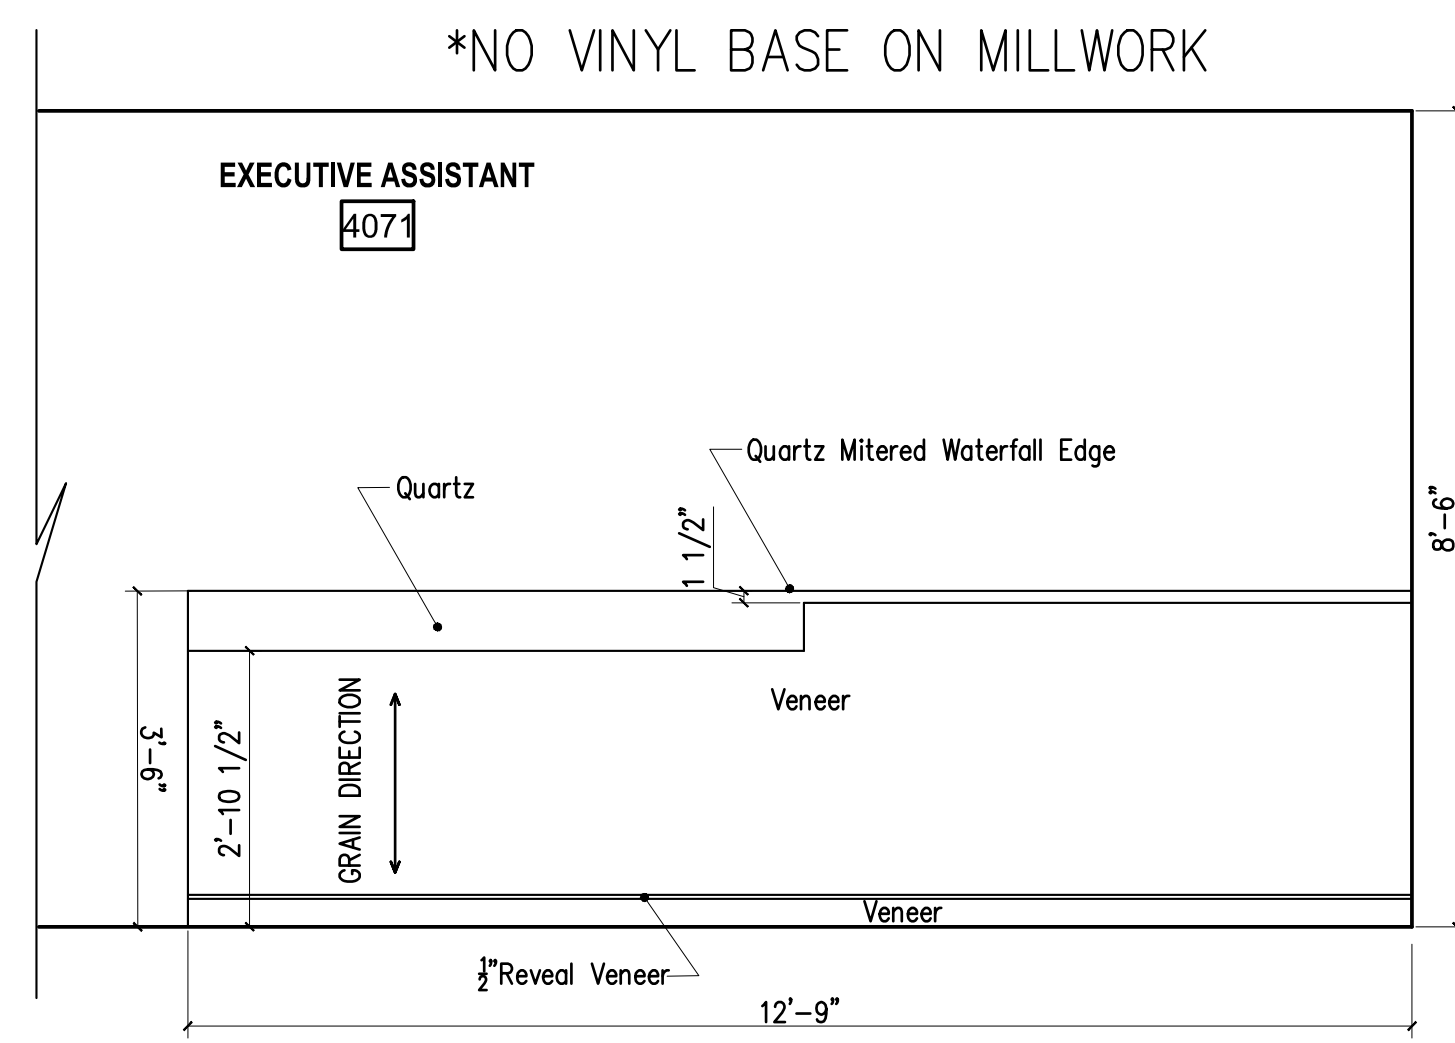 *NO VINYL BASE ON MILLWORK
EXECUTIVE ASSISTANT
4071
Quartz Mitered Waterfall Edge
Quartz
1 1/2"
8'-6"
Veneer
3'-6"
2'-10 1/2"
GRAIN DIRECTION
Veneer
½"Reveal Veneer
12'-9"